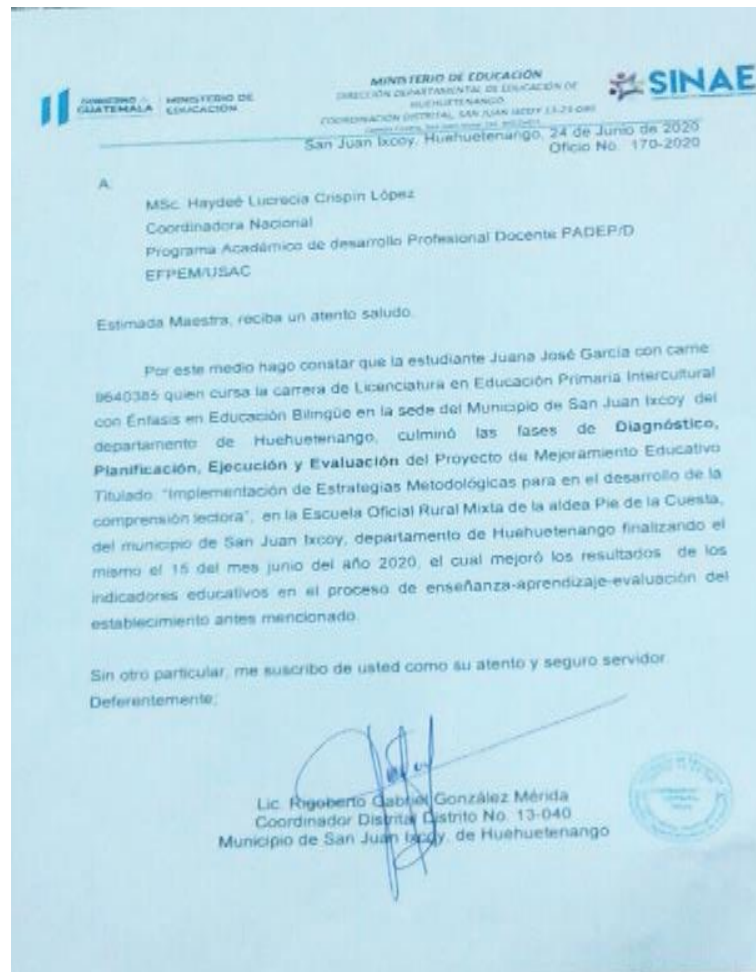 GOBIERNO de
GUATEMALA
MINISTERIO DE
EDUCACIÓN
MINISTERIO DE EDUCACIÓN
DIRECCIÓN DEPARTAMENTAL DE EDUCACIÓN DE
HUEHUETENANGO
COORDINACIÓN DISTRITAL, SAN JUAN IXCOY
SINAE
San Juan Ixcoy, Huehuetenango, 24 de Junio de 2020
Oficio No. 170-2020
A.
MSc. Haydeé Lucrecia Crispin López
Coordinadora Nacional
Programa Académico de desarrollo Profesional Docente PADEP/D
EFPEM/USAC
Estimada Maestra, reciba un atento saludo.
Por este medio hago constar que la estudiante Juana José García con carne
9640385 quien cursa la carrera de Licenciatura en Educación Primaria Intercultural
con Énfasis en Educación Bilingüe en la sede del Municipio de San Juan Ixcoy del
departamento de Huehuetenango, culminó las fases de Diagnóstico,
Planificación, Ejecución y Evaluación del Proyecto de Mejoramiento Educativo
Titulado: "Implementación de Estrategias Metodológicas para en el desarrollo de la
comprensión lectora", en la Escuela Oficial Rural Mixta de la aldea Pie de la Cuesta,
del municipio de San Juan Ixcoy, departamento de Huehuetenango finalizando el
mismo el 15 del mes junio del año 2020, el cual mejoró los resultados de los
indicadores educativos en el proceso de enseñanza-aprendizaje-evaluación del
establecimiento antes mencionado.
Sin otro particular, me suscribo de usted como su atento y seguro servidor
Deferentemente;
Lic. Rigoberto Gabriel González Mérida
Coordinador Distrital Distrito No. 13-040
Municipio de San Juan Ixcoy, de Huehuetenango